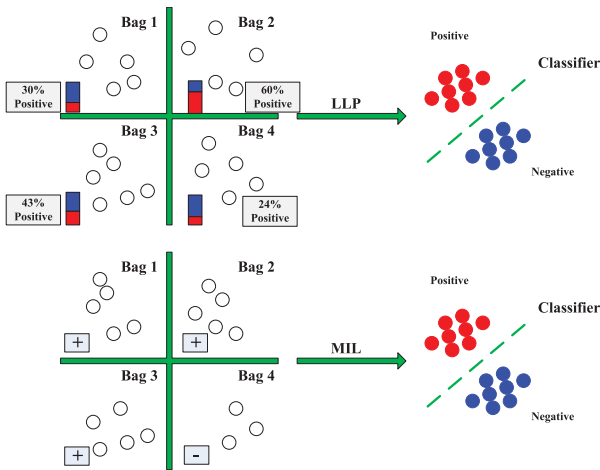 Bag 1
Bag 2
30%
Positive
60%
Positive
LLP
Positive
Classifier
Negative
Bag 3
Bag 4
43%
Positive
24%
Positive
Bag 1
Bag 2
+
+
MIL
Positive
Classifier
Negative
Bag 3
Bag 4
+
-